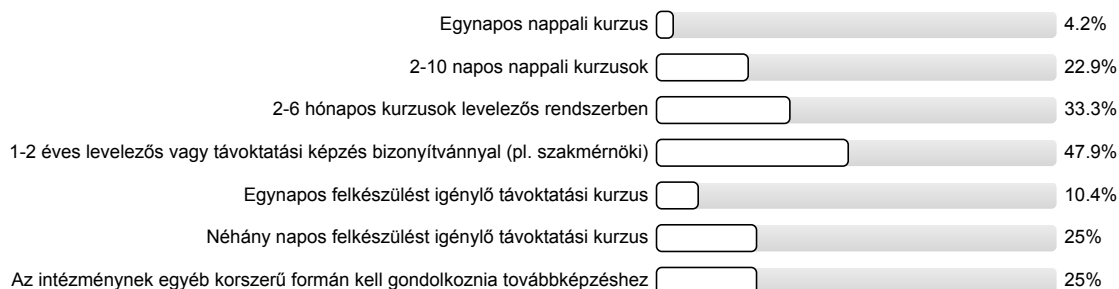 Egynapos nappali kurzus 4.2%
2-10 napos nappali kurzusok 22.9%
2-6 hónapos kurzusok levelezős rendszerben 33.3%
1-2 éves levelezős vagy távoktatási képzés bizonyítvánnyal (pl. szakmérnöki) 47.9%
Egynapos felkészülést igénylő távoktatási kurzus 10.4%
Néhány napos felkészülést igénylő távoktatási kurzus 25%
Az intézménynek egyéb korszerű formán kell gondolkoznia továbbképzéshez 25%